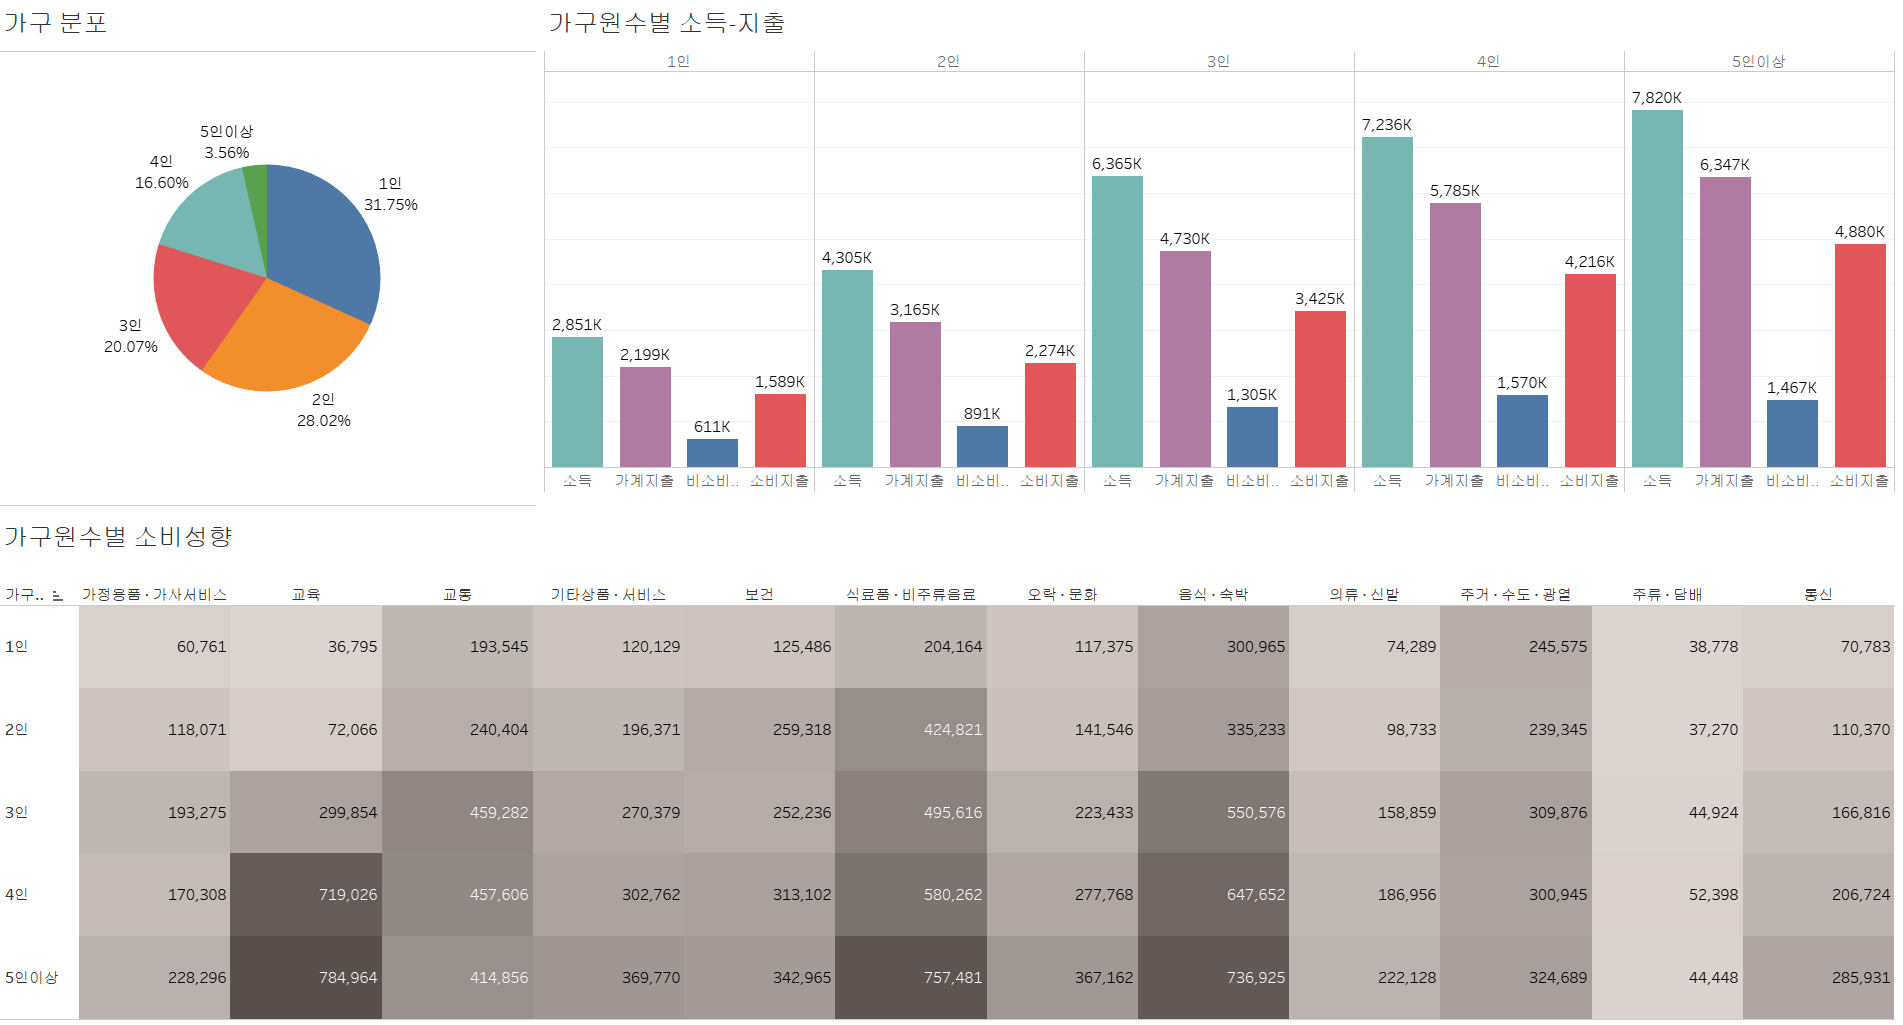 가구 분포
5인이상
3.56%
4인
16.60%
1인
31.75%
3인
20.07%
2인
28.02%
가구원수별 소득-지출
1인 2인 3인 4인 5인이상
2,851K 2,199K 611K 1,589K 4,305K 3,165K 891K 2,274K 6,365K 4,730K 1,305K 3,425K 7,236K 5,785K 1,570K 4,216K 7,820K 6,347K 1,467K 4,880K
소득 가계지출 비소비.. 소비지출 소득 가계지출 비소비.. 소비지출 소득 가계지출 비소비.. 소비지출 소득 가계지출 비소비.. 소비지출 소득 가계지출 비소비.. 소비지출
가구원수별 소비성향
가구.. 가정용품·가사서비스 교육 교통 기타상품·서비스 보건 식료품·비주류음료 오락·문화 음식·숙박 의류·신발 주거·수도·광열 주류·담배 통신
1인 60,761 36,795 193,545 120,129 125,486 204,164 117,375 300,965 74,289 245,575 38,778 70,783
2인 118,071 72,066 240,404 196,371 259,318 424,821 141,546 335,233 98,733 239,345 37,270 110,370
3인 193,275 299,854 459,282 270,379 252,236 495,616 223,433 550,576 158,859 309,876 44,924 166,816
4인 170,308 719,026 457,606 302,762 313,102 580,262 277,768 647,652 186,956 300,945 52,398 206,724
5인이상 228,296 784,964 414,856 369,770 342,965 757,481 367,162 736,925 222,128 324,689 44,448 285,931